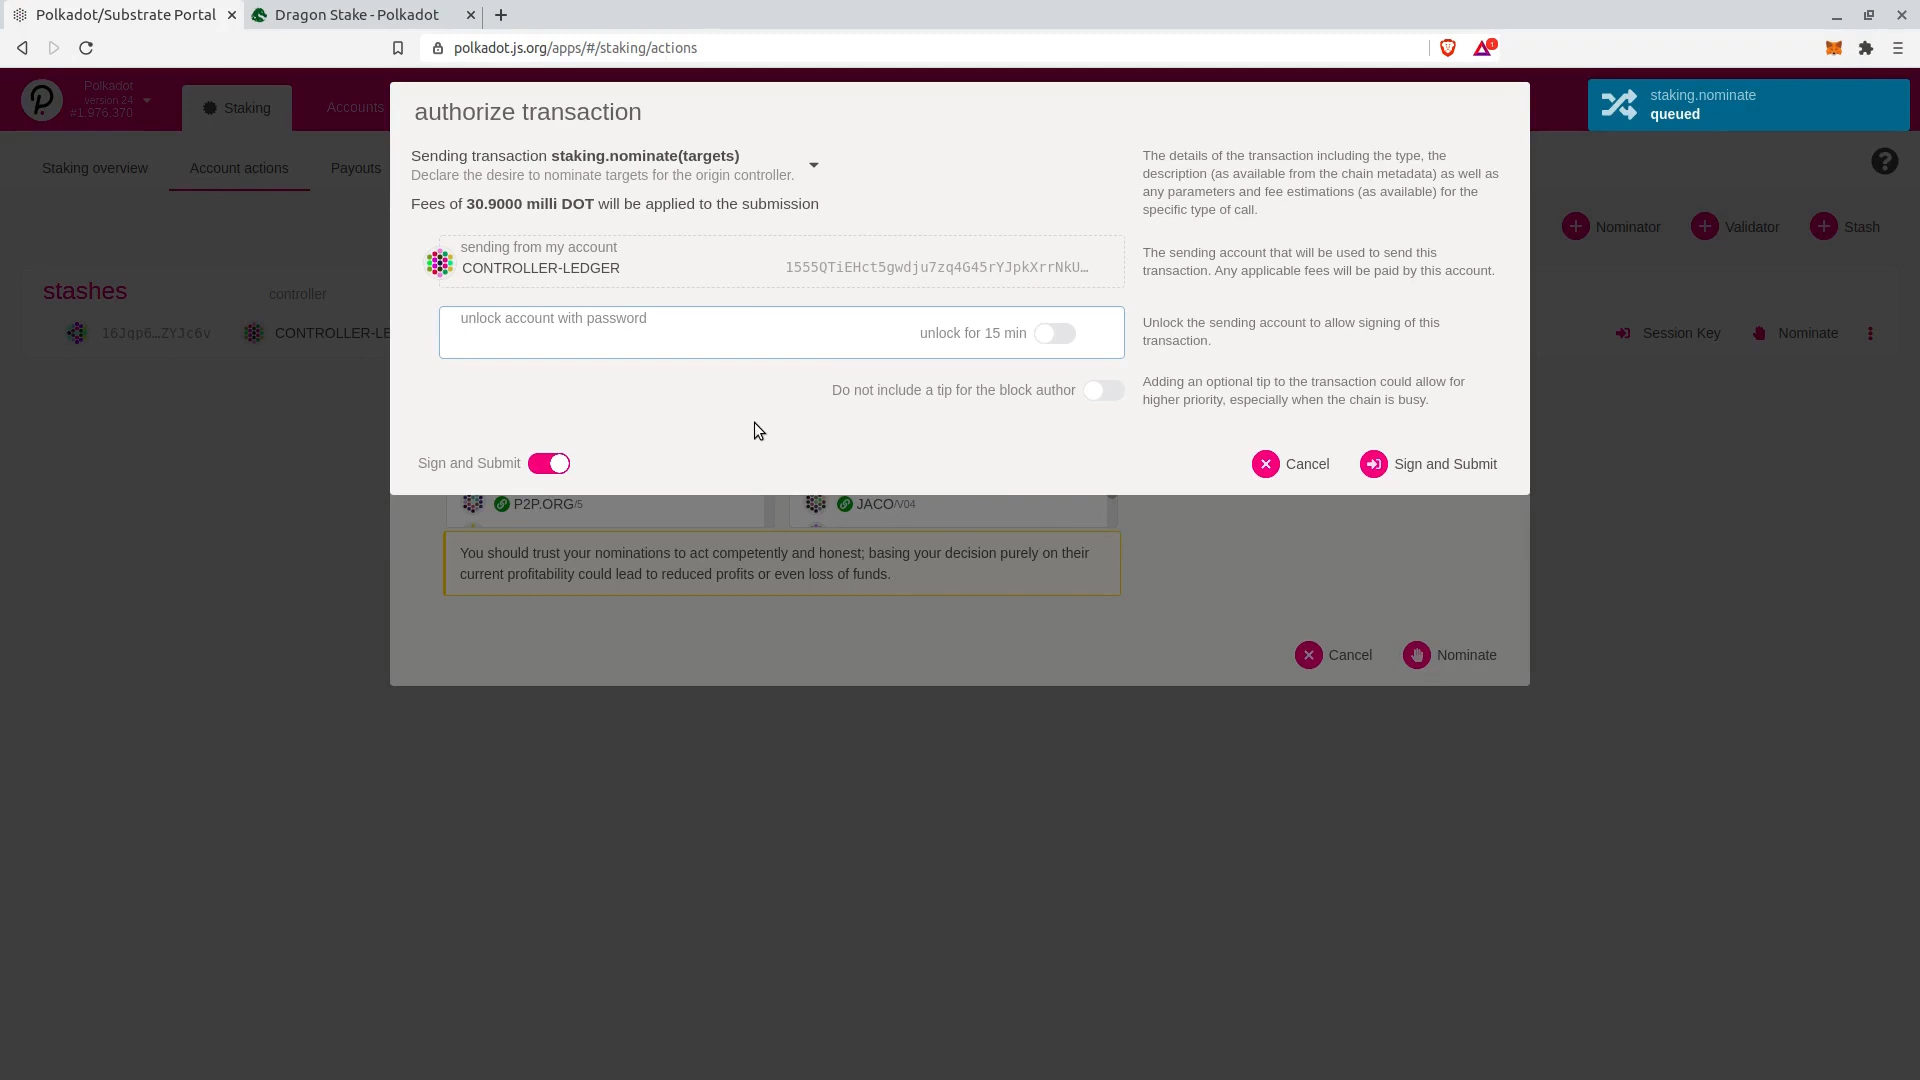 Polkadot/Substrate Portal
Dragon Stake - Polkadot
polkadot.js.org/apps/#/staking/actions
1
Polkadot
version 24
#1,976,370
Staking
Accounts
staking.nominate
queued
authorize transaction
Sending transaction staking.nominate(targets)
Declare the desire to nominate targets for the origin controller.
Fees of 30.9000 milli DOT will be applied to the submission
The details of the transaction including the type, the
description (as available from the chain metadata) as well as
any parameters and fee estimations (as available) for the
specific type of call.
Staking overview
Account actions
Payouts
?
Nominator
Validator
Stash
sending from my account
CONTROLLER-LEDGER
1555QTiEHct5gwdju7zq4G45rYJpkXrrNkU…
The sending account that will be used to send this
transaction. Any applicable fees will be paid by this account.
stashes
controller
16Jqp6…ZYJc6v
CONTROLLER-LE
unlock account with password
unlock for 15 min
Unlock the sending account to allow signing of this
transaction.
Session Key
Nominate
Do not include a tip for the block author
Adding an optional tip to the transaction could allow for
higher priority, especially when the chain is busy.
Sign and Submit
Cancel
Sign and Submit
P2P.ORG/5
JACO/V04
You should trust your nominations to act competently and honest; basing your decision purely on their
current profitability could lead to reduced profits or even loss of funds.
Cancel
Nominate